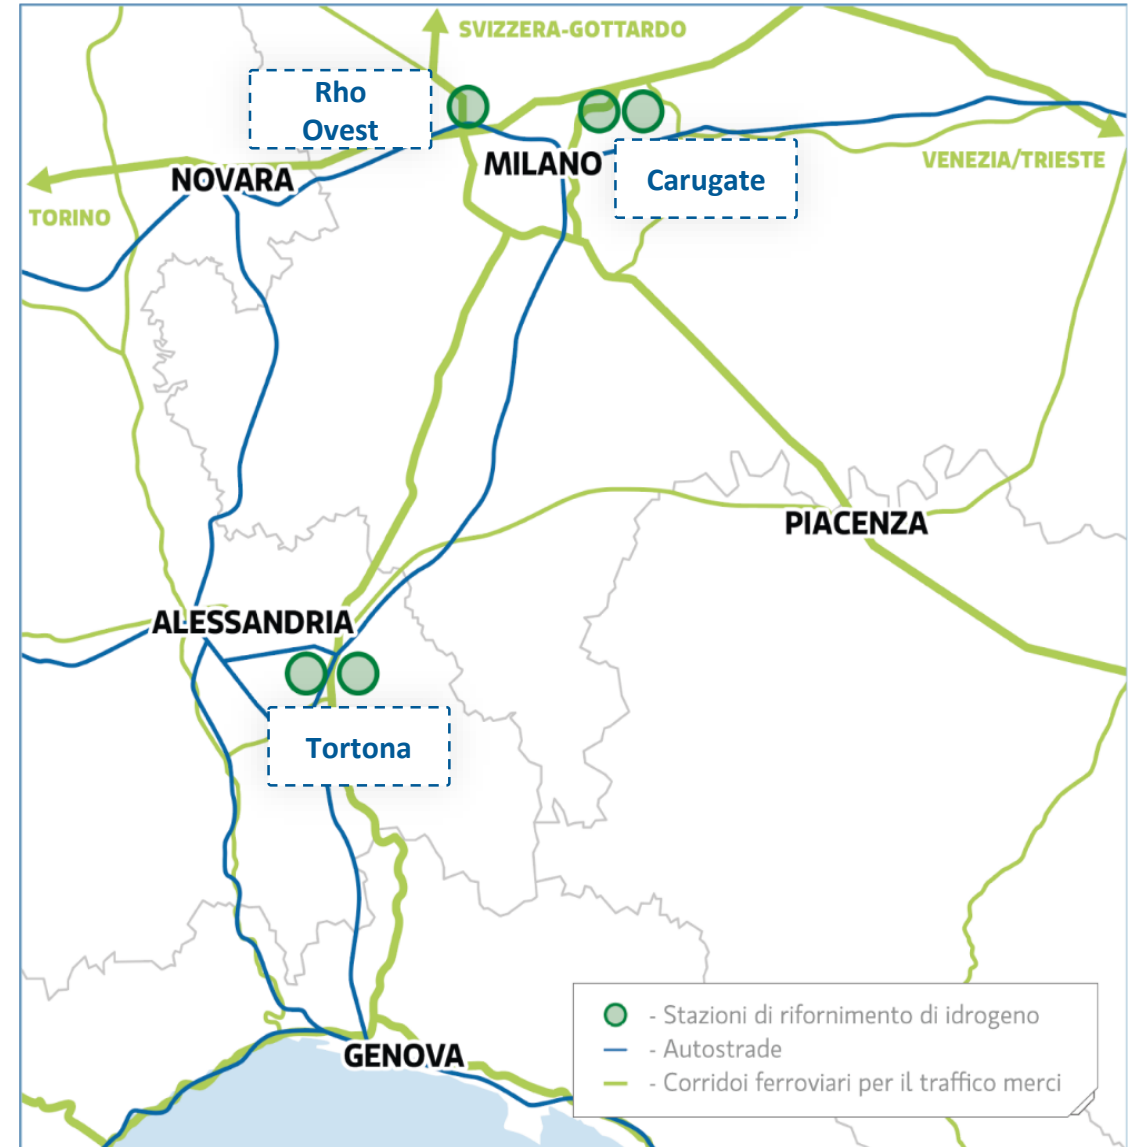 SVIZZERA-GOTTARDO
Rho
Ovest
MILANO
VENEZIA/TRIESTE
NOVARA
Carugate
TORINO
PIACENZA
ALESSANDRIA
Tortona
GENOVA
- Stazioni di rifornimento di idrogeno
- Autostrade
- Corridoi ferroviari per il traffico merci